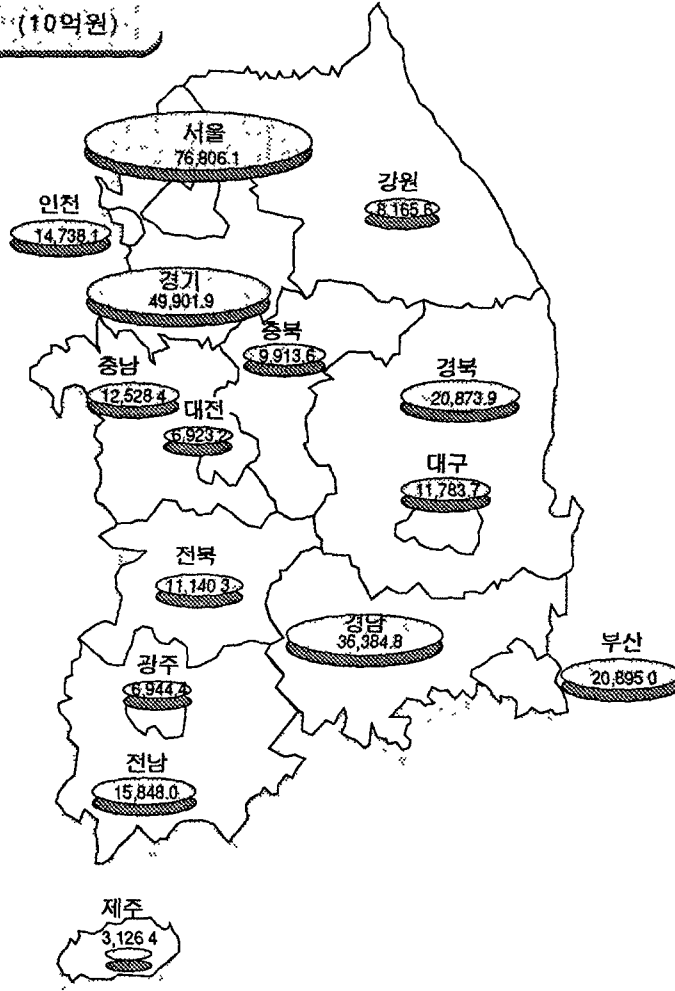 (10억원)
서울
76,806.1
강원
8,165.6
인천
14,738.1
경기
49,901.9
충북
9,913.6
충남
12,528.4
경북
20,873.9
대전
6,923.2
대구
11,783.7
전북
11,140.3
경남
36,384.8
부산
20,895.0
광주
6,944.4
전남
15,848.0
제주
3,126.4